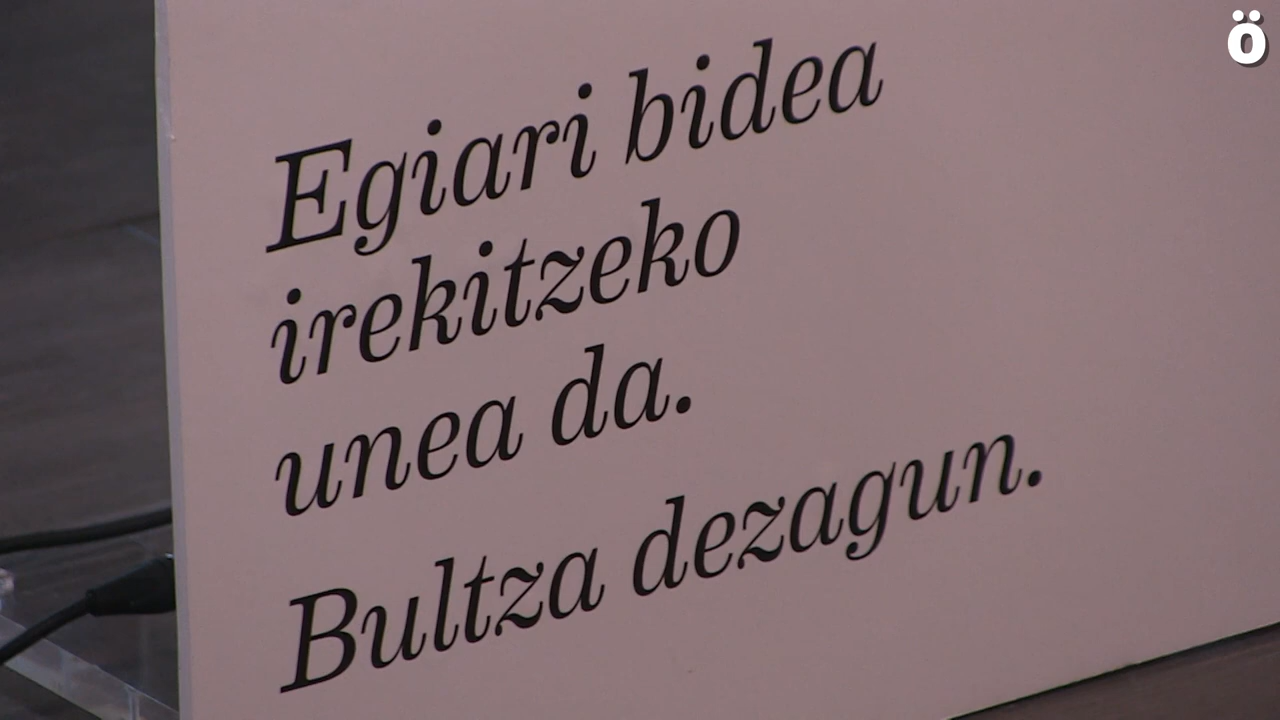 ö
Egiari bidea
irekitzeko
unea da.
Bultza dezagun.